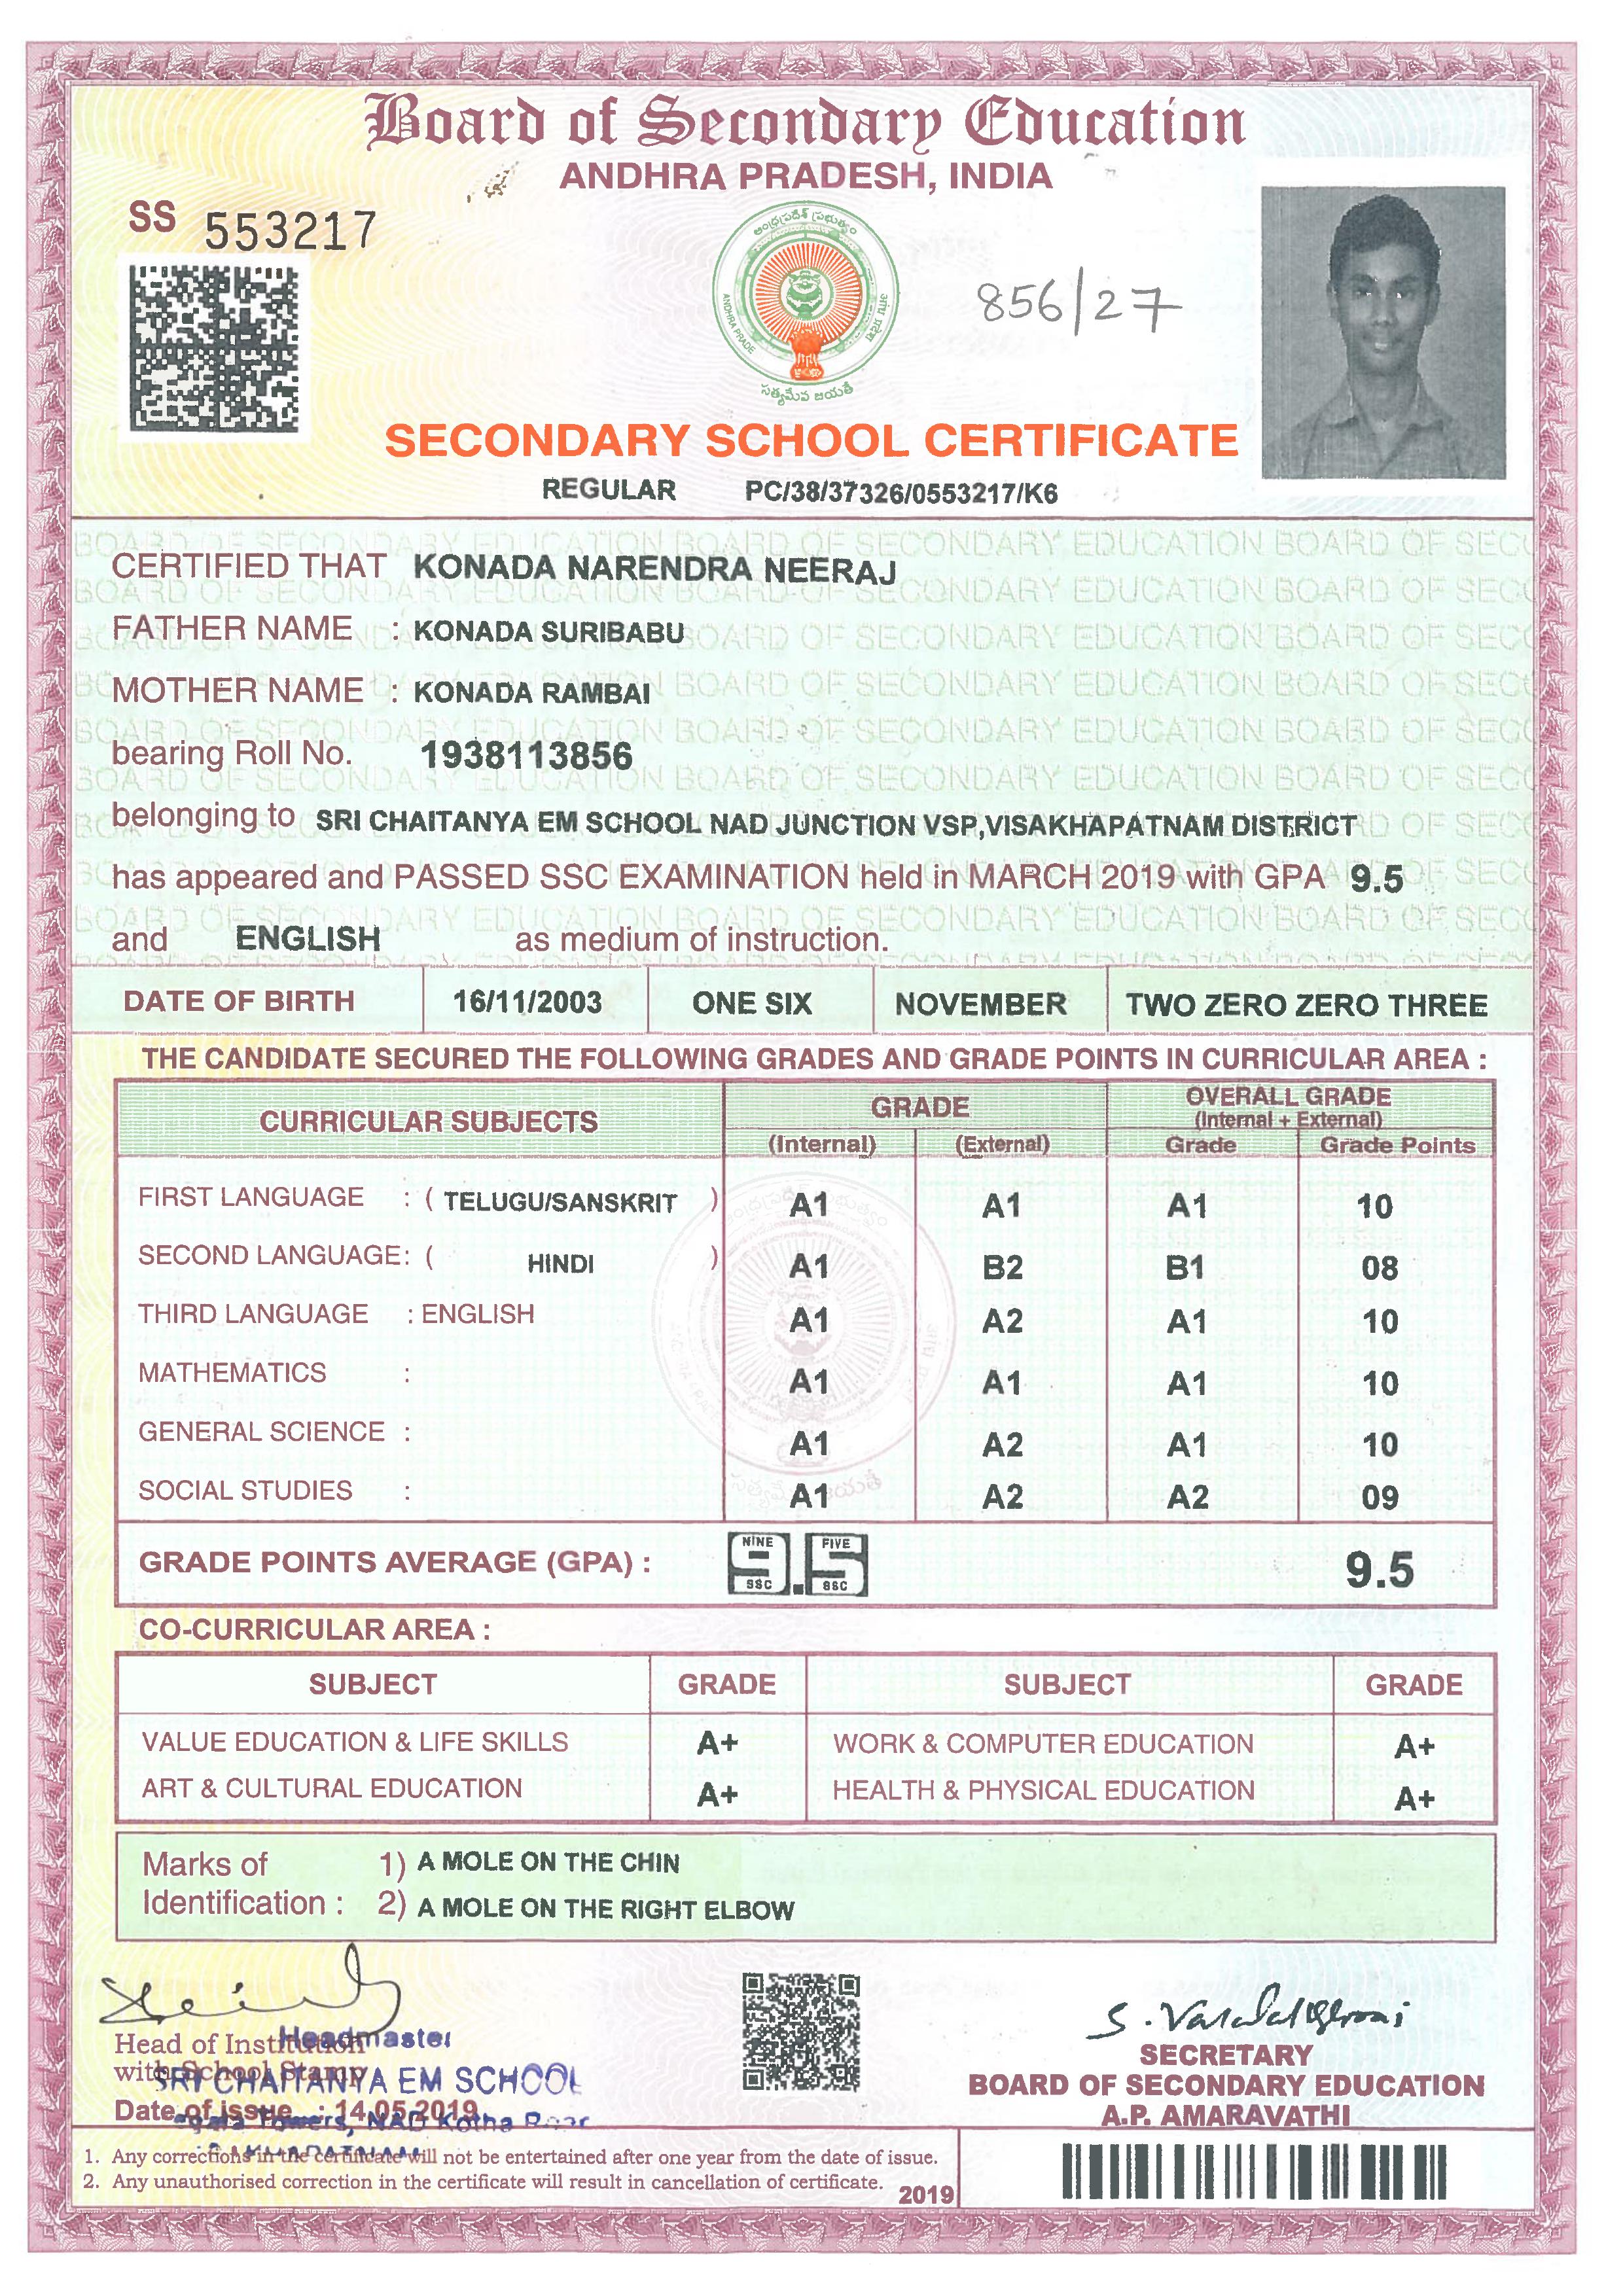 Board of Secondary Education
ANDHRA PRADESH, INDIA
SS 553217
ఆంధ్రప్రదేశ్ ప్రభుత్వం
ANDHRA PRADE
సత్యమేవ జయతే
856/27
SECONDARY SCHOOL CERTIFICATE
REGULAR PC/38/37326/0553217/K6
CERTIFIED THAT KONADA NARENDRA NEERAJ
FATHER NAME : KONADA SURIBABU
MOTHER NAME : KONADA RAMBAI
bearing Roll No. 1938113856
belonging to SRI CHAITANYA EM SCHOOL NAD JUNCTION VSP,VISAKHAPATNAM DISTRICT
has appeared and PASSED SSC EXAMINATION held in MARCH 2019 with GPA 9.5
and ENGLISH as medium of instruction.
DATE OF BIRTH 16/11/2003 ONE SIX NOVEMBER TWO ZERO ZERO THREE
THE CANDIDATE SECURED THE FOLLOWING GRADES AND GRADE POINTS IN CURRICULAR AREA :
CURRICULAR SUBJECTS GRADE OVERALL GRADE
(Internal + External)
(Internal) (External) Grade Grade Points
FIRST LANGUAGE : ( TELUGU/SANSKRIT ) A1 A1 A1 10
SECOND LANGUAGE: ( HINDI ) A1 B2 B1 08
THIRD LANGUAGE : ENGLISH A1 A2 A1 10
MATHEMATICS : A1 A1 A1 10
GENERAL SCIENCE : A1 A2 A1 10
SOCIAL STUDIES : A1 A2 A2 09
GRADE POINTS AVERAGE (GPA) : NINE 9 SSC . FIVE 5 SSC 9.5
CO-CURRICULAR AREA :
SUBJECT GRADE SUBJECT GRADE
VALUE EDUCATION & LIFE SKILLS A+ WORK & COMPUTER EDUCATION A+
ART & CULTURAL EDUCATION A+ HEALTH & PHYSICAL EDUCATION A+
Marks of 1) A MOLE ON THE CHIN
Identification : 2) A MOLE ON THE RIGHT ELBOW
Head of Institution Headmaster
with School Stamp
SRI CHAITANYA EM SCHOOL
Date of issue : 14.05.2019
Towers, NAD Kotha
SECRETARY
BOARD OF SECONDARY EDUCATION
A.P. AMARAVATHI
1. Any corrections in the certificate will not be entertained after one year from the date of issue.
2. Any unauthorised correction in the certificate will result in cancellation of certificate.
2019